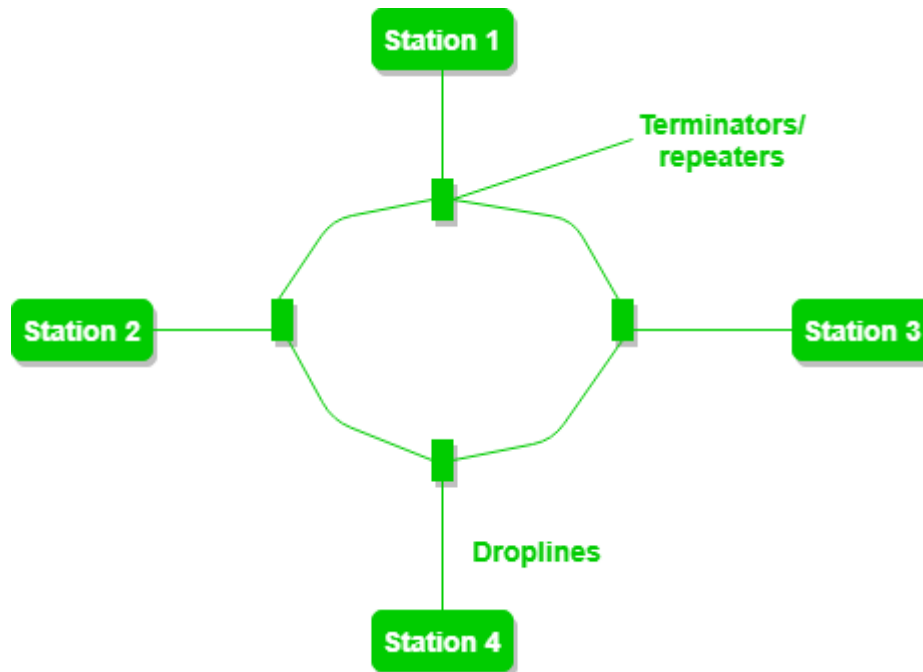 Station 1
Terminators/
repeaters
Station 2
Station 3
Droplines
Station 4